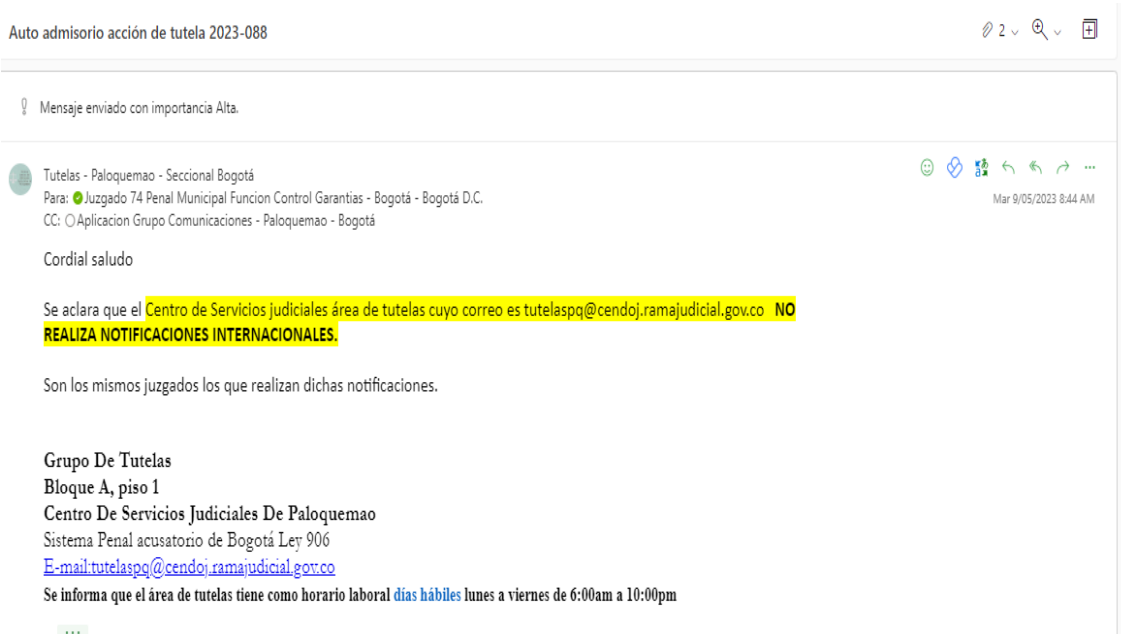 Auto admisorio acción de tutela 2023-088
2
Mensaje enviado con importancia Alta.
Tutelas - Paloquemao - Seccional Bogotá
Para: Juzgado 74 Penal Municipal Funcion Control Garantias - Bogotá - Bogotá D.C.
Mar 9/05/2023 8:44 AM
CC: Aplicacion Grupo Comunicaciones - Paloquemao - Bogotá
Cordial saludo
Se aclara que el Centro de Servicios judiciales área de tutelas cuyo correo es tutelaspq@cendoj.ramajudicial.gov.co NO
REALIZA NOTIFICACIONES INTERNACIONALES.
Son los mismos juzgados los que realizan dichas notificaciones.
Grupo De Tutelas
Bloque A, piso 1
Centro De Servicios Judiciales De Paloquemao
Sistema Penal acusatorio de Bogotá Ley 906
E-mail:tutelaspq@cendoj.ramajudicial.gov.co
Se informa que el área de tutelas tiene como horario laboral días hábiles lunes a viernes de 6:00am a 10:00pm